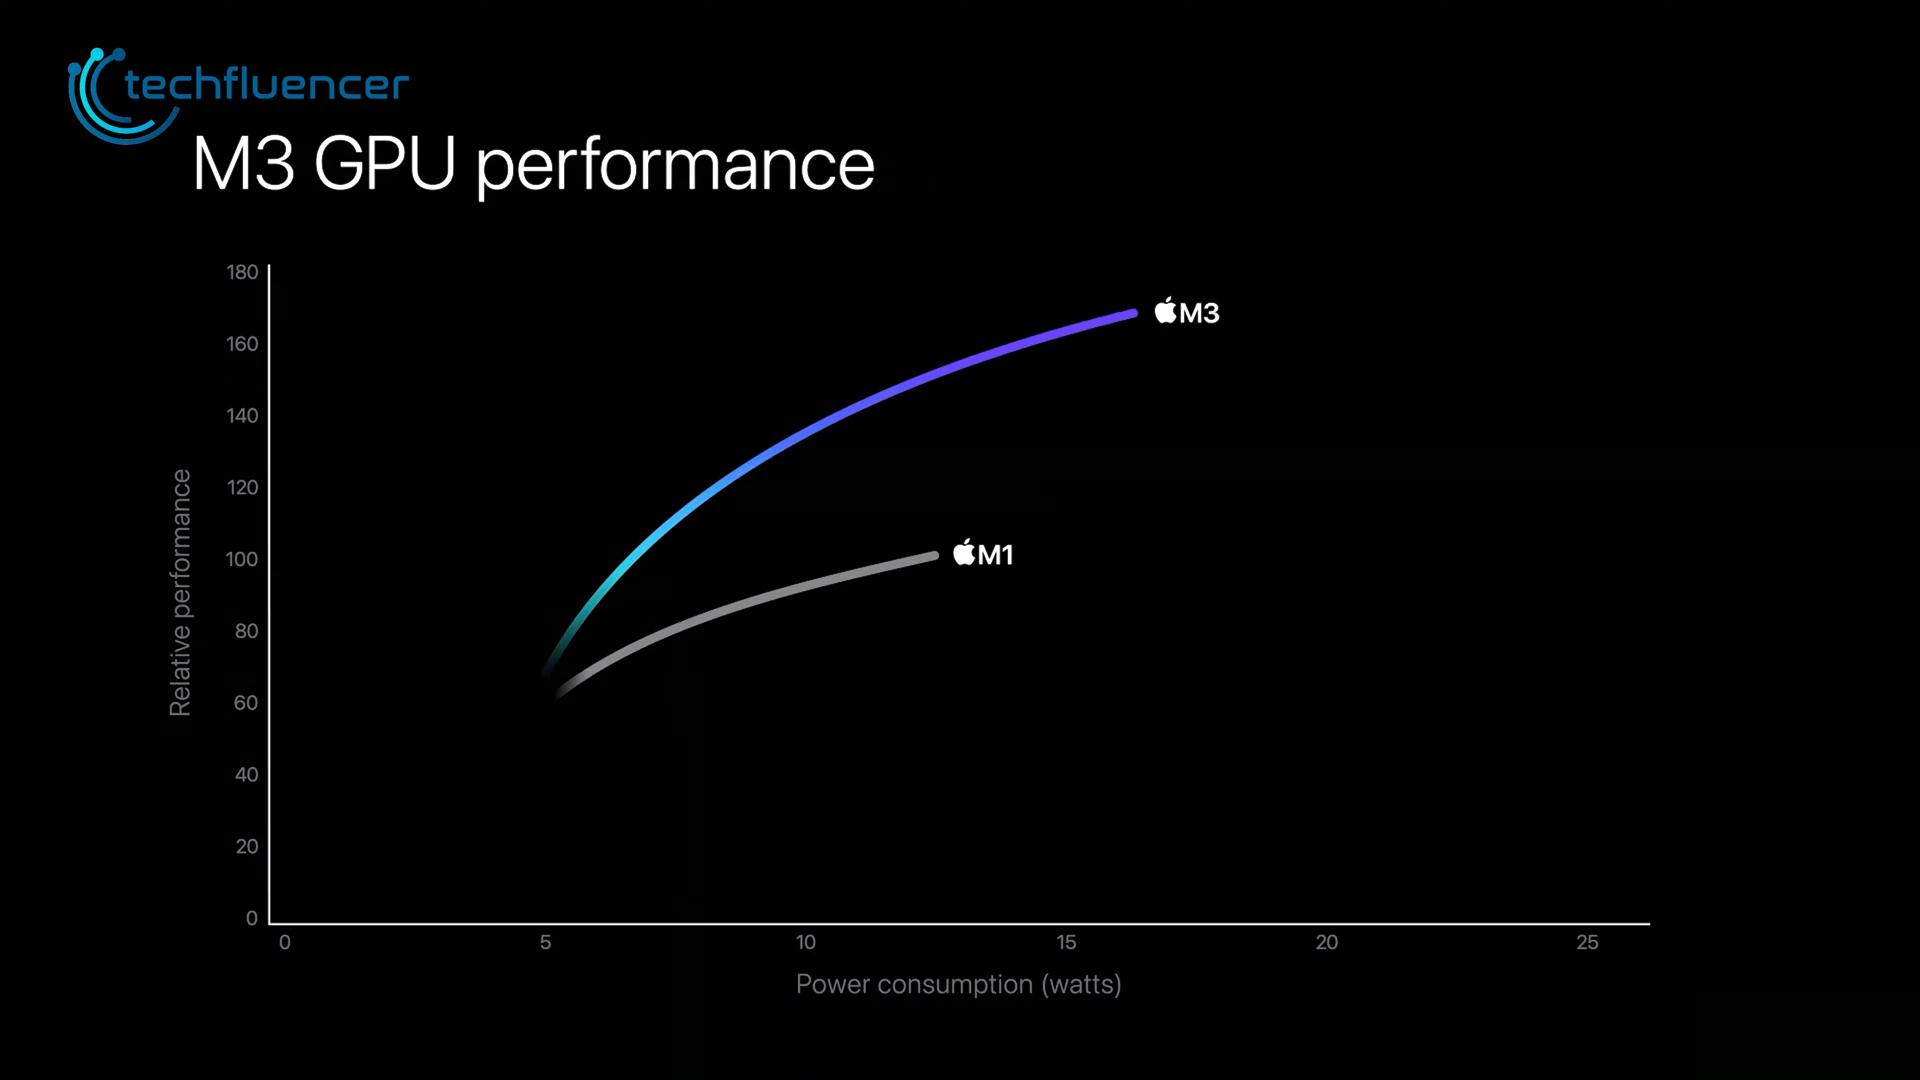 techfluencer
M3 GPU performance
180
160
140
120
100
80
60
40
20
0
Relative performance
M3
M1
0 5 10 15 20 25
Power consumption (watts)